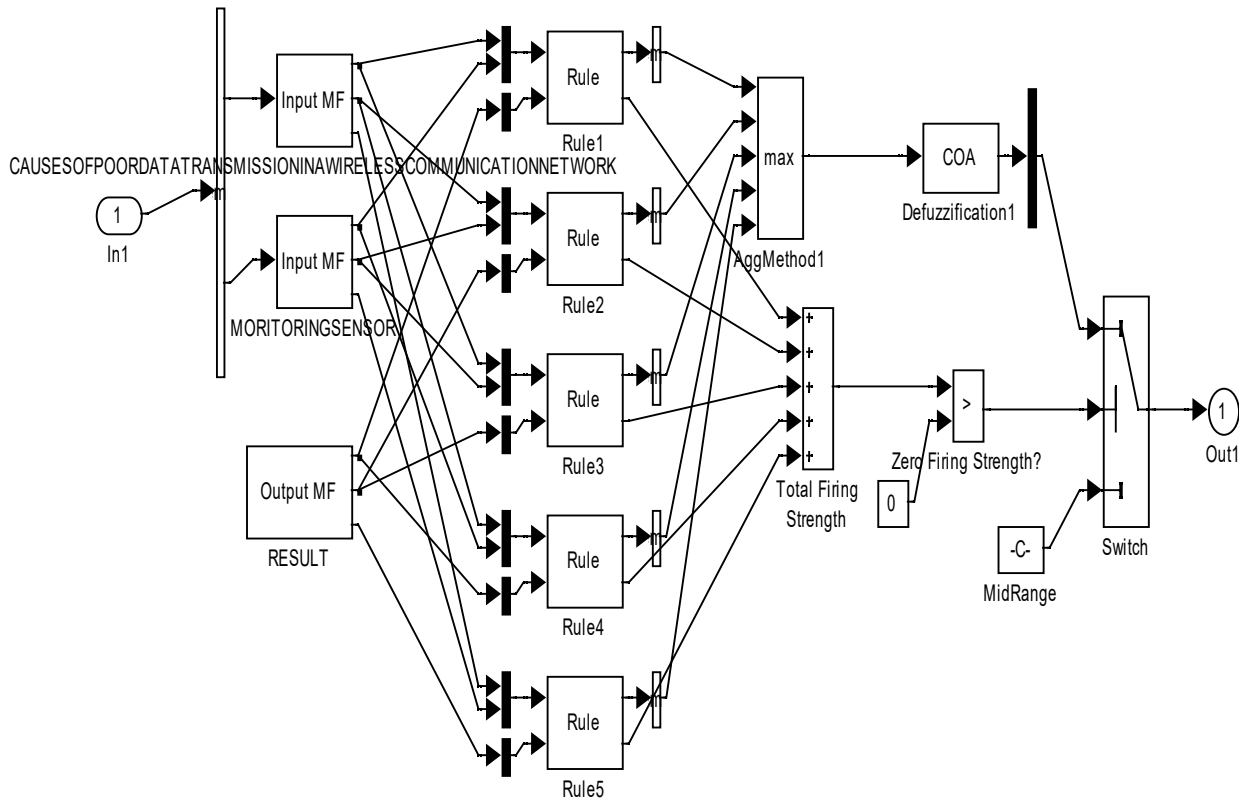 1
In1
m
Input MF
CAUSESOFPOORDATATRANSMISSIONINAWIRELESSCOMMUNICATIONNETWORK
Input MF
MORITORINGSENSOR
Output MF
RESULT
Rule
Rule1
m
Rule
Rule2
m
Rule
Rule3
m
Rule
Rule4
m
Rule
Rule5
m
max
AggMethod1
+
+
+
+
+
Total Firing
Strength
COA
Defuzzification1
>
Zero Firing Strength?
0
-C-
MidRange
Switch
1
Out1